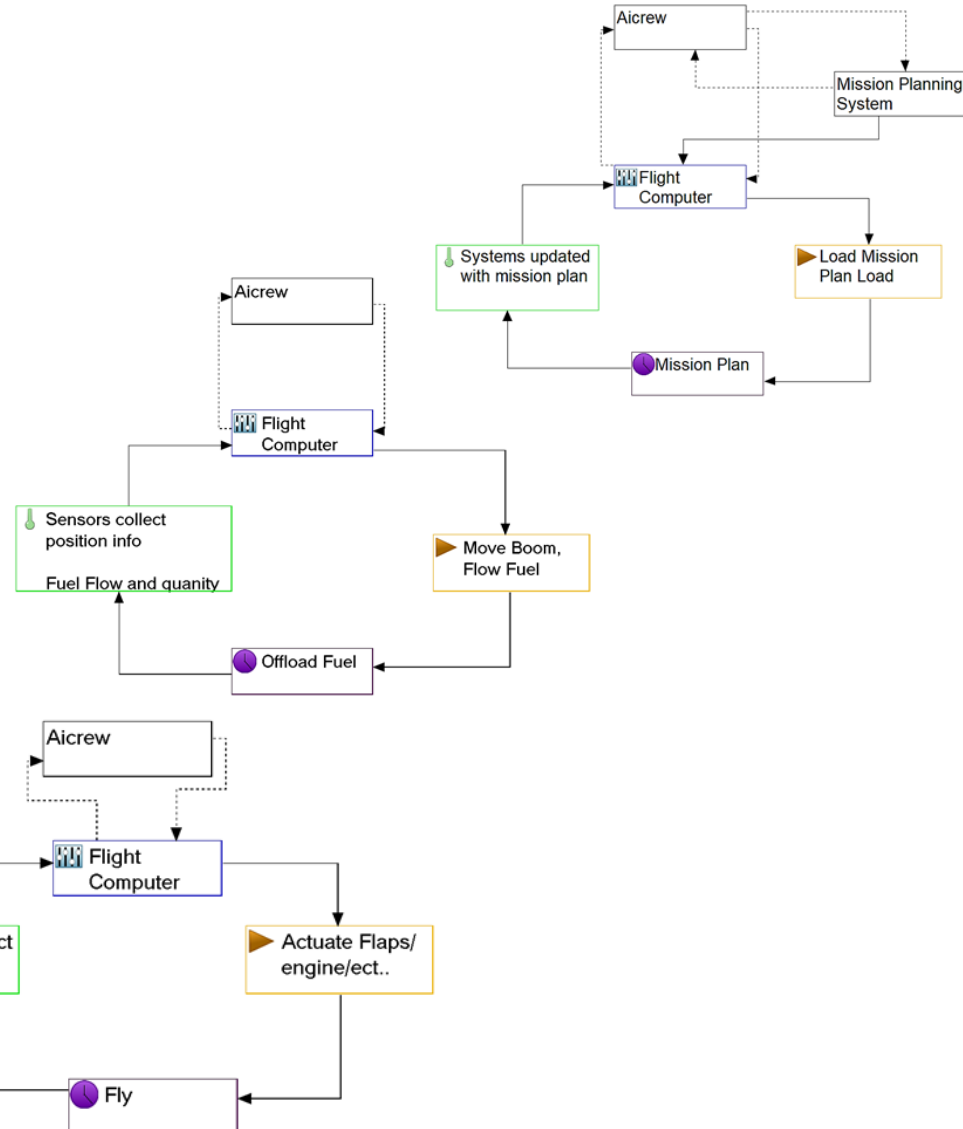 Aicrew
Mission Planning
System
Flight
Computer
Systems updated
with mission plan
Load Mission
Plan Load
Mission Plan
Aicrew
Flight
Computer
Sensors collect
position info
Fuel Flow and quanity
Move Boom,
Flow Fuel
Offload Fuel
Aicrew
Flight
Computer
ct
Actuate Flaps/
engine/ect..
Fly